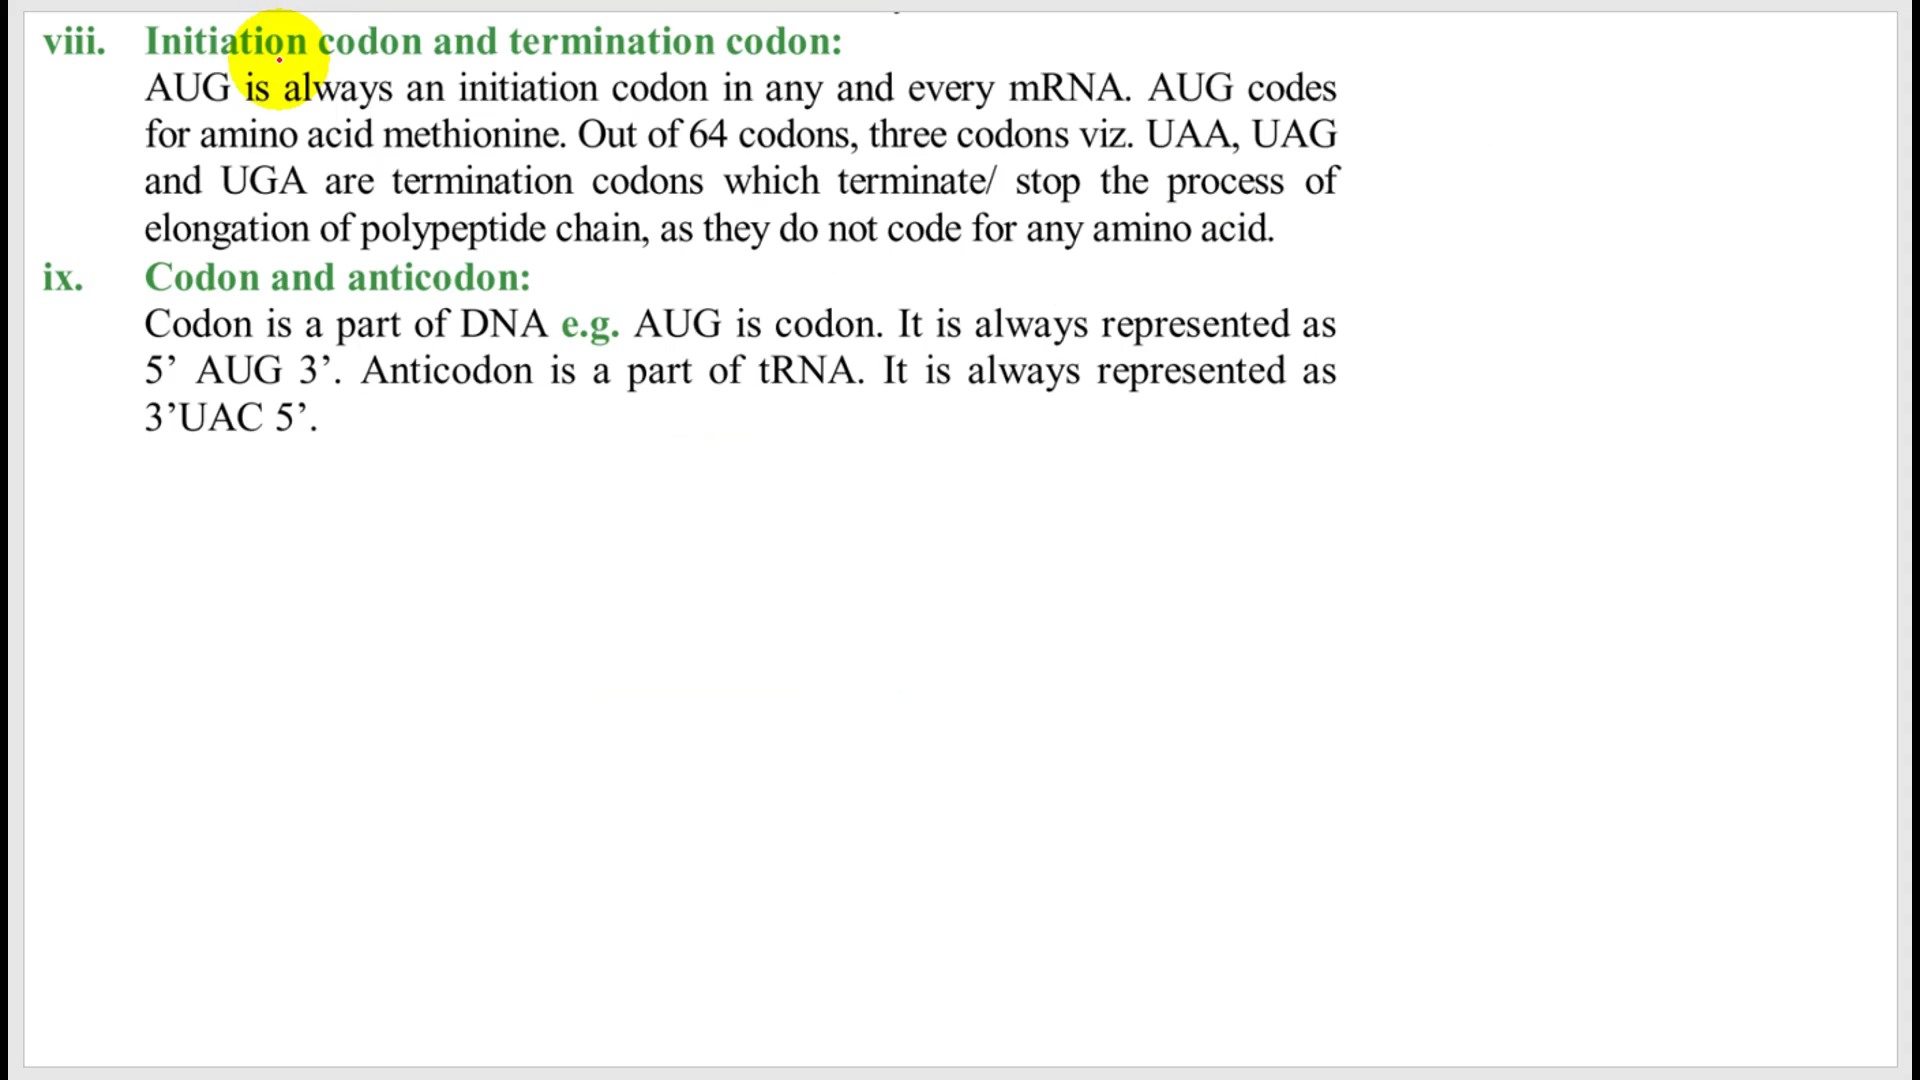 viii. Initiation codon and termination codon:
AUG is always an initiation codon in any and every mRNA. AUG codes
for amino acid methionine. Out of 64 codons, three codons viz. UAA, UAG
and UGA are termination codons which terminate/ stop the process of
elongation of polypeptide chain, as they do not code for any amino acid.
ix. Codon and anticodon:
Codon is a part of DNA e.g. AUG is codon. It is always represented as
5’ AUG 3’. Anticodon is a part of tRNA. It is always represented as
3’UAC 5’.